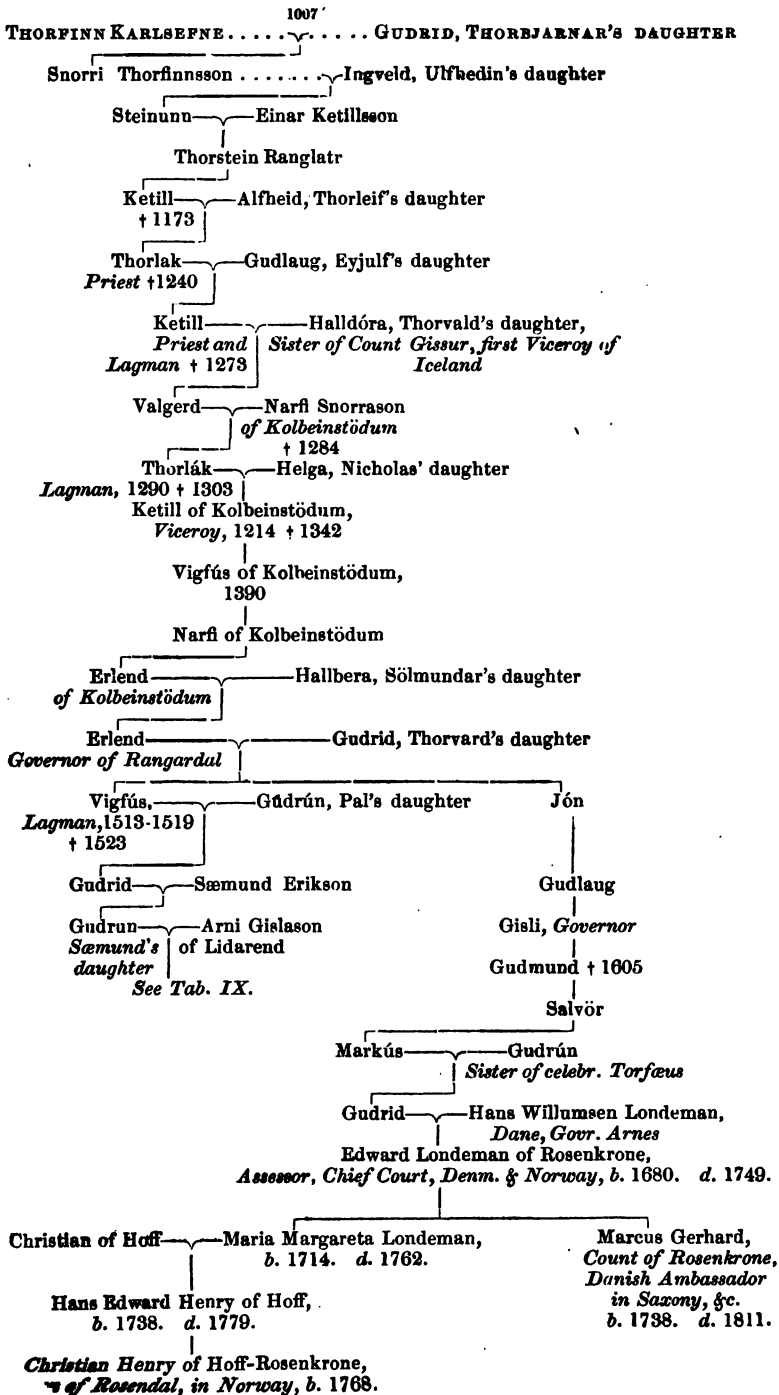 1007
THORFINN KARLSEFNE . . . . . . . . . . GUDRID, THORBJARNAR'S DAUGHTER
Snorri Thorfinnsson . . . . . . . Ingveld, Ulfhedin's daughter
Steinunn Einar Ketillsson
Thorstein Ranglatr
Ketill Alfheid, Thorleif's daughter
† 1173
Thorlak Gudlaug, Eyjulf's daughter
Priest †1240
Ketill Halldóra, Thorvald's daughter,
Priest and Sister of Count Gissur, first Viceroy of
Lagman † 1273 Iceland
Valgerd Narfi Snorrason
of Kolbeinstödum
† 1284
Thorlák Helga, Nicholas' daughter
Lagman, 1290 † 1303
Ketill of Kolbeinstödum,
Viceroy, 1214 † 1342
Vigfús of Kolbeinstödum,
1390
Narfi of Kolbeinstödum
Erlend Hallbera, Sölmundar's daughter
of Kolbeinstödum
Erlend Gudrid, Thorvard's daughter
Governor of Rangardal
Vigfús, Gúdrún, Pal's daughter Jón
Lagman, 1513-1519
† 1523
Gudrid Sæmund Erikson Gudlaug
Gudrun Arni Gislason Gisli, Governor
Sæmund's of Lidarend
daughter Gudmund † 1605
See Tab. IX.
Salvör
Markús Gudrún
Sister of celebr. Torfæus
Gudrid Hans Willumsen Londeman,
Dane, Govr. Arnes
Edward Londeman of Rosenkrone,
Assessor, Chief Court, Denm. & Norway, b. 1680. d. 1749.
Christian of Hoff Maria Margareta Londeman, Marcus Gerhard,
b. 1714. d. 1762. Count of Rosenkrone,
Danish Ambassador
Hans Edward Henry of Hoff, in Saxony, &c.
b. 1738. d. 1779. b. 1738. d. 1811.
Christian Henry of Hoff-Rosenkrone,
of Rosendal, in Norway, b. 1768.